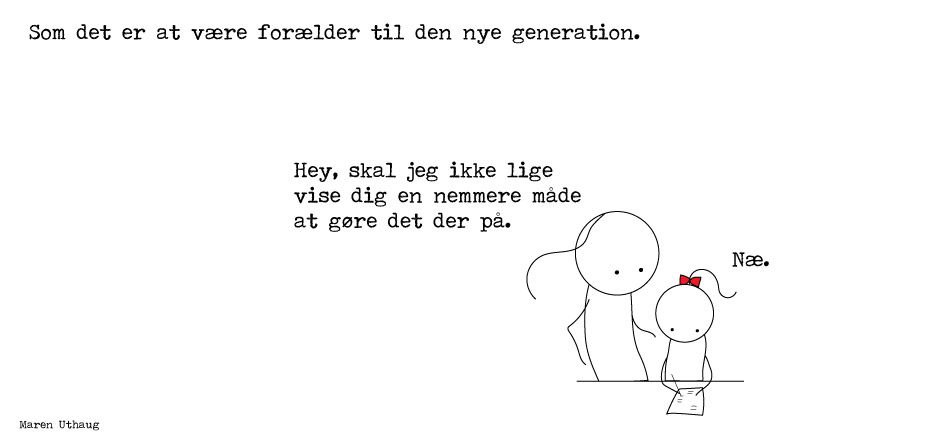 Som det er at være forælder til den nye generation.
Hey, skal jeg ikke lige
vise dig en nemmere måde
at gøre det der på.
Næ.
Maren Uthaug